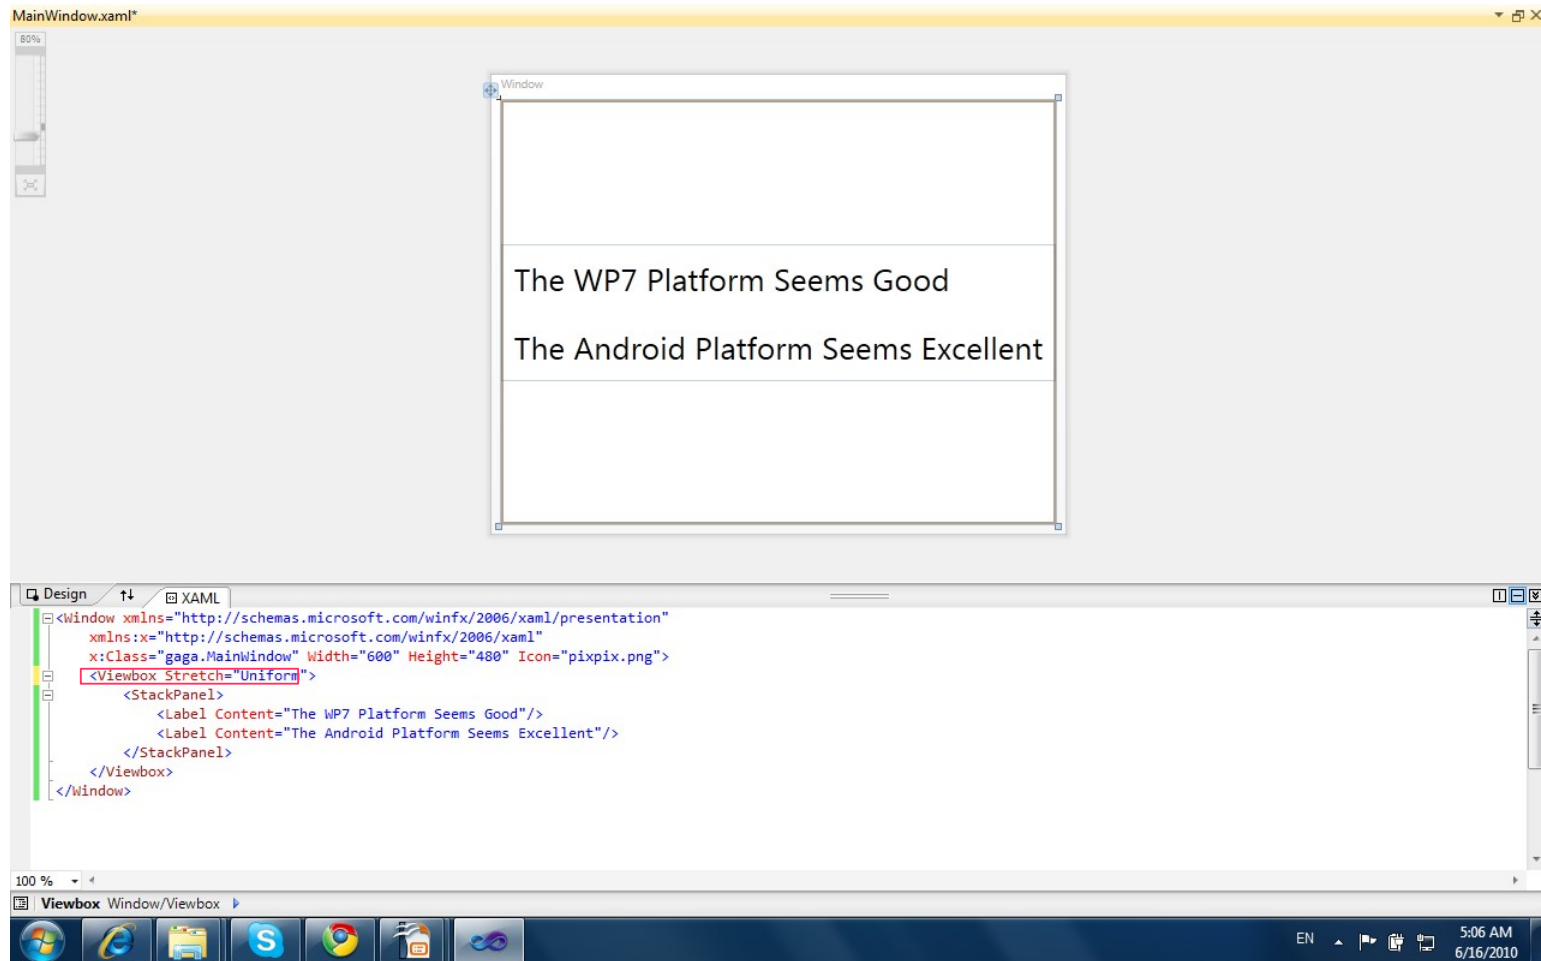 MainWindow.xaml*
80%
Window
The WP7 Platform Seems Good
The Android Platform Seems Excellent
Design
XAML
<Window xmlns="http://schemas.microsoft.com/winfx/2006/xaml/presentation"
xmlns:x="http://schemas.microsoft.com/winfx/2006/xaml"
x:Class="gaga.MainWindow" Width="600" Height="480" Icon="pixpix.png">
<Viewbox Stretch="Uniform">
<StackPanel>
<Label Content="The WP7 Platform Seems Good"/>
<Label Content="The Android Platform Seems Excellent"/>
</StackPanel>
</Viewbox>
</Window>
100 %
Viewbox Window/Viewbox
EN
5:06 AM
6/16/2010